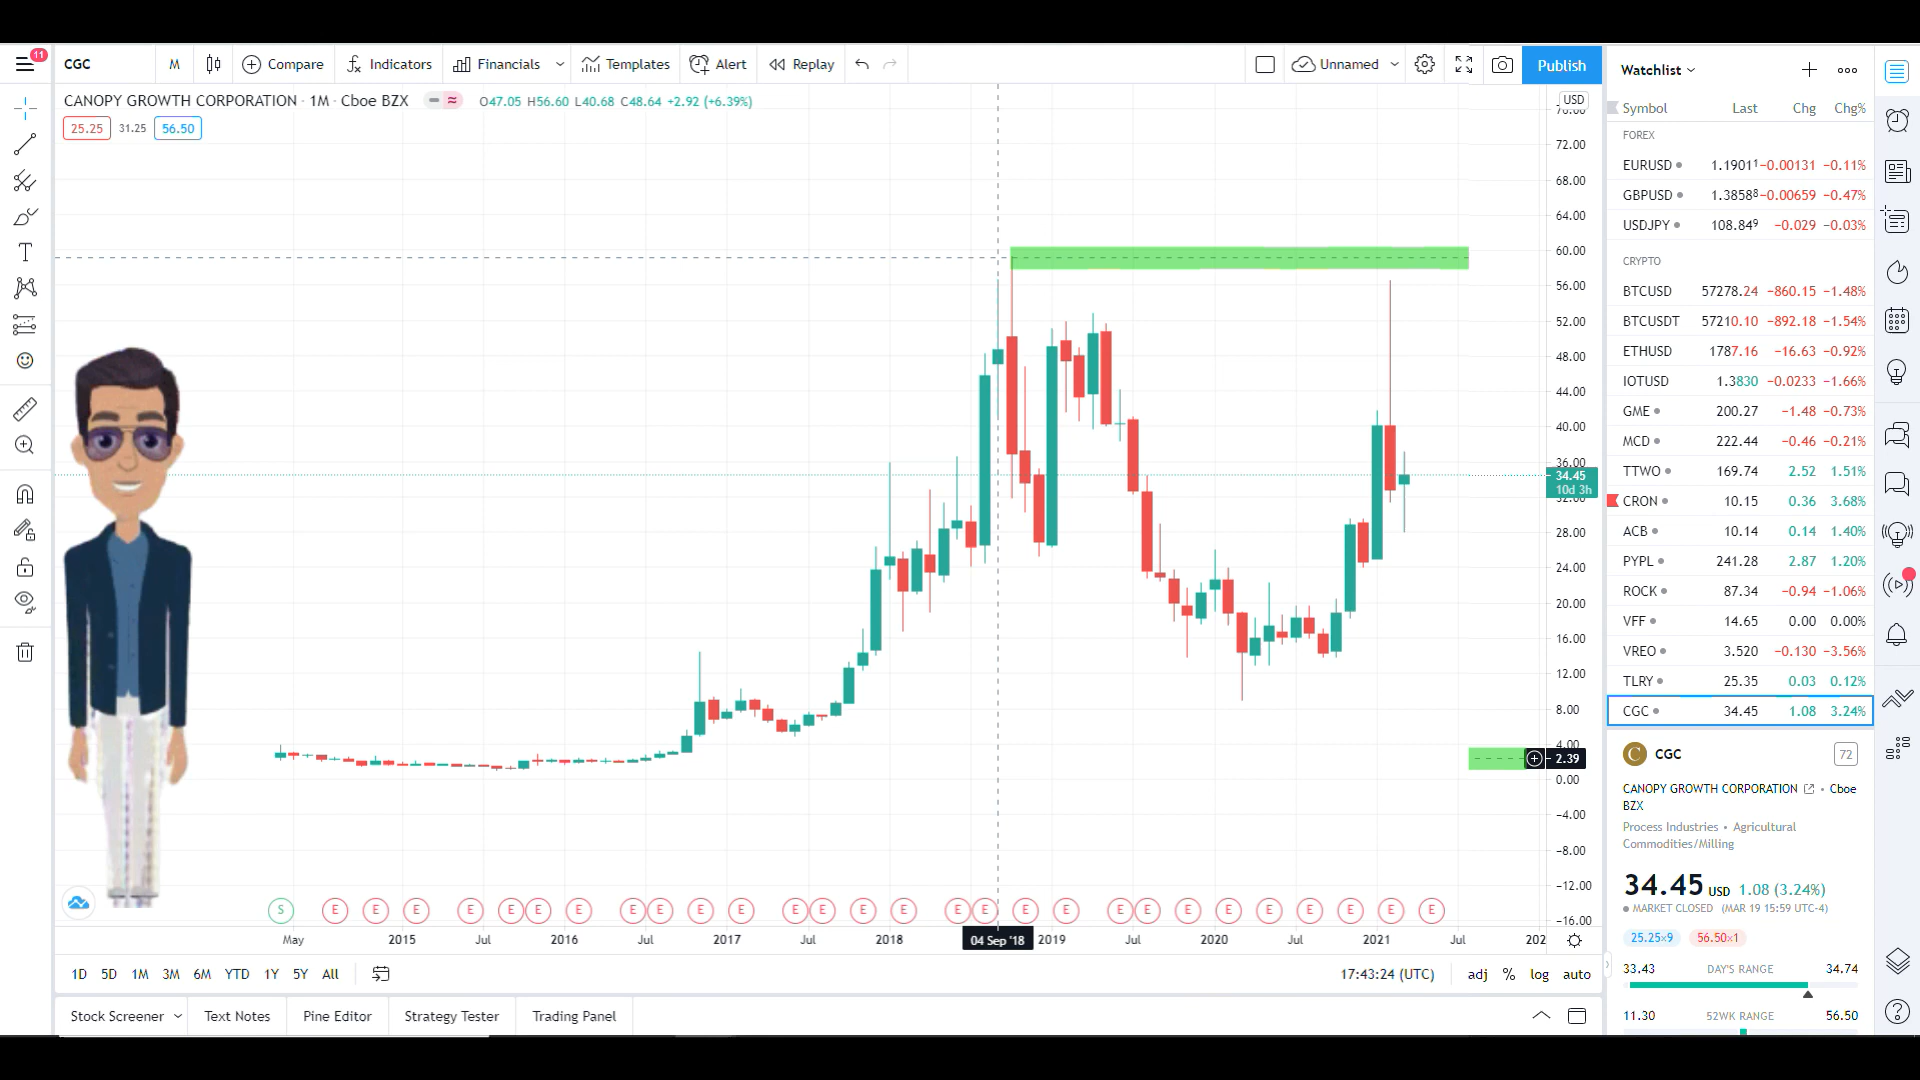 11
CGC M Compare Indicators Financials Templates Alert Replay Unnamed Publish
CANOPY GROWTH CORPORATION · 1M · Cboe BZX O47.05 H56.60 L40.68 C48.64 +2.92 (+6.39%)
25.25 31.25 56.50
USD
72.00
68.00
64.00
60.00
56.00
52.00
48.00
44.00
40.00
36.00
34.45
10d 3h
28.00
24.00
20.00
16.00
12.00
8.00
4.00
2.39
0.00
−4.00
−8.00
−12.00
−16.00
S E E E E E E E E E E E E E E E E E E E E E E E E E E E
May 2015 Jul 2016 Jul 2017 Jul 2018 04 Sep '18 2019 Jul 2020 Jul 2021 Jul 202
1D 5D 1M 3M 6M YTD 1Y 5Y All 17:43:24 (UTC) adj % log auto
Stock Screener Text Notes Pine Editor Strategy Tester Trading Panel
Watchlist
Symbol Last Chg Chg%
FOREX
EURUSD 1.19011 −0.00131 −0.11%
GBPUSD 1.38588 −0.00659 −0.47%
USDJPY 108.849 −0.029 −0.03%
CRYPTO
BTCUSD 57278.24 −860.15 −1.48%
BTCUSDT 57210.10 −892.18 −1.54%
ETHUSD 1787.16 −16.63 −0.92%
IOTUSD 1.3830 −0.0233 −1.66%
GME 200.27 −1.48 −0.73%
MCD 222.44 −0.46 −0.21%
TTWO 169.74 2.52 1.51%
CRON 10.15 0.36 3.68%
ACB 10.14 0.14 1.40%
PYPL 241.28 2.87 1.20%
ROCK 87.34 −0.94 −1.06%
VFF 14.65 0.00 0.00%
VREO 3.520 −0.130 −3.56%
TLRY 25.35 0.03 0.12%
CGC 34.45 1.08 3.24%
C CGC 72
CANOPY GROWTH CORPORATION • Cboe
BZX
Process Industries • Agricultural
Commodities/Milling
34.45 USD 1.08 (3.24%)
MARKET CLOSED (MAR 19 15:59 UTC-4)
25.25×9 56.50×1
33.43 DAY'S RANGE 34.74
11.30 52WK RANGE 56.50